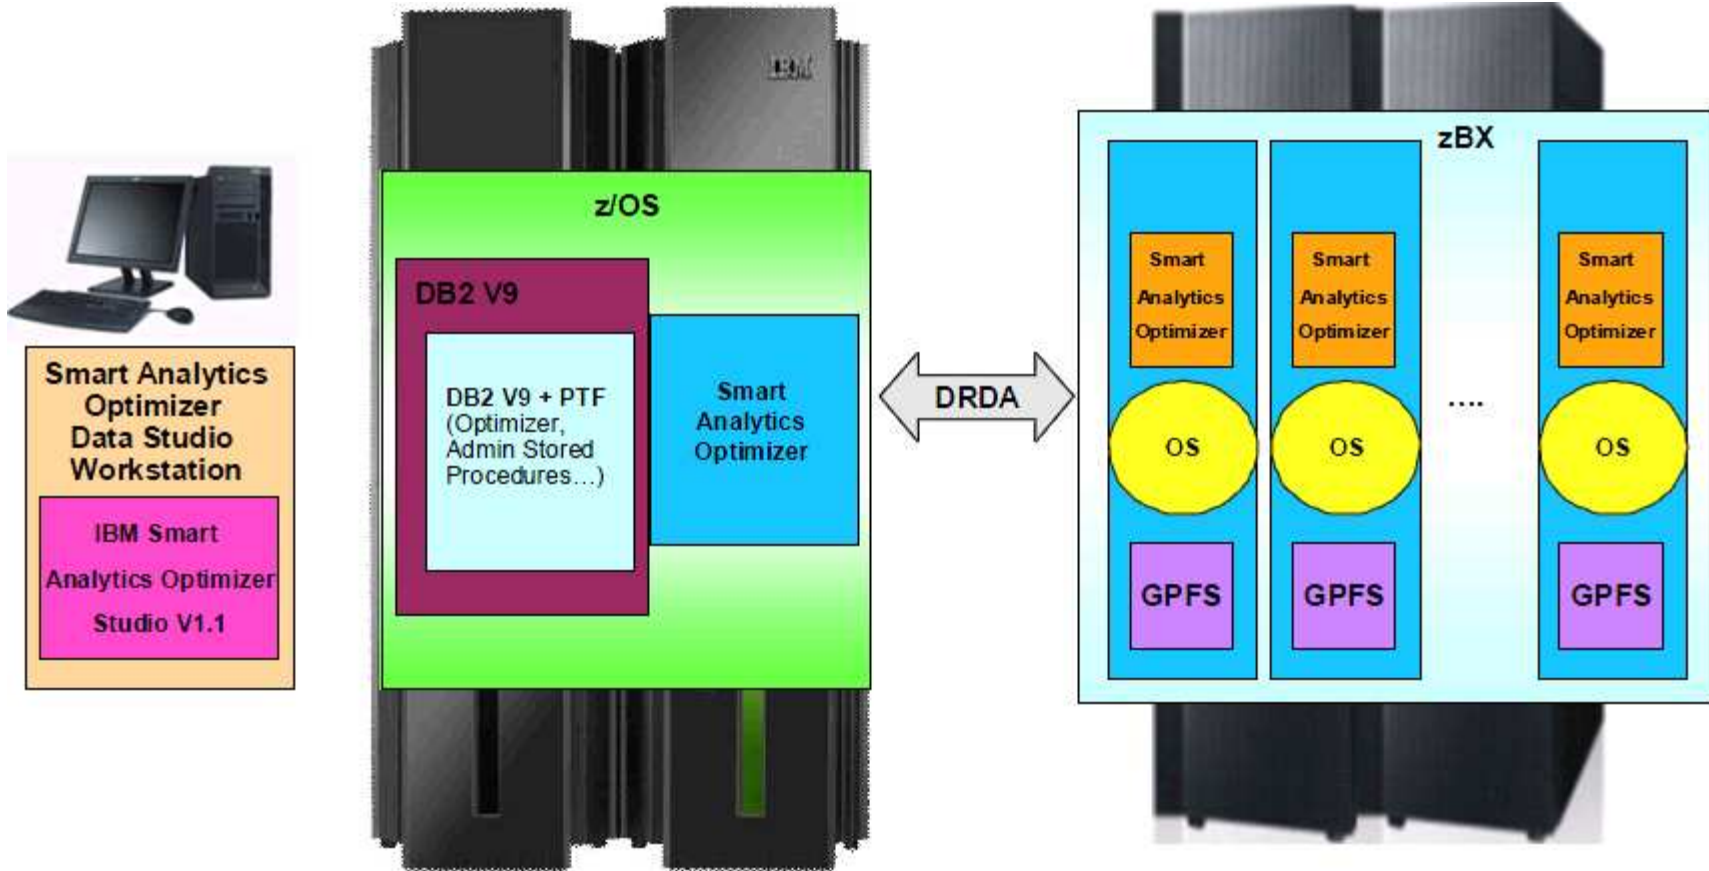 Smart Analytics
Optimizer
Data Studio
Workstation
IBM Smart
Analytics Optimizer
Studio V1.1
IBM
z/OS
DB2 V9
DB2 V9 + PTF
(Optimizer,
Admin Stored
Procedures…)
Smart
Analytics
Optimizer
DRDA
zBX
Smart
Analytics
Optimizer
OS
GPFS
Smart
Analytics
Optimizer
OS
GPFS
....
Smart
Analytics
Optimizer
OS
GPFS